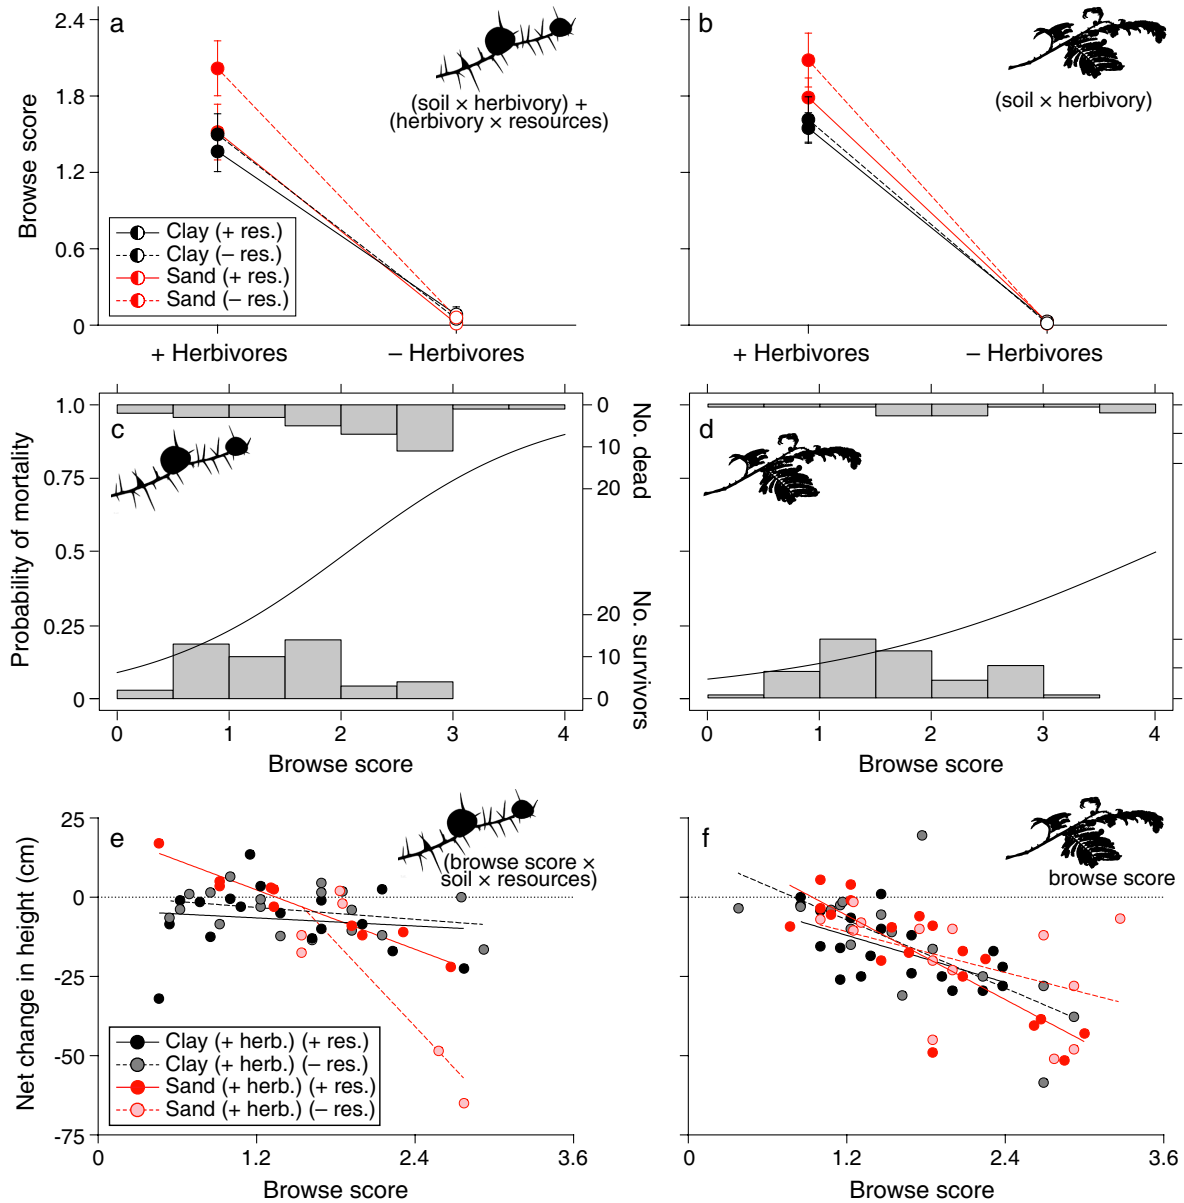 a
b
2.4
1.8
1.2
0.6
0
Browse score
(soil × herbivory) +
(herbivory × resources)
(soil × herbivory)
Clay (+ res.)
Clay (– res.)
Sand (+ res.)
Sand (– res.)
+ Herbivores
– Herbivores
+ Herbivores
– Herbivores
c
d
1.0
0.75
0.5
0.25
0
Probability of mortality
0
10
20
No. dead
20
10
0
No. survivors
0 1 2 3 4
Browse score
0 1 2 3 4
Browse score
e
f
25
0
-25
-50
-75
Net change in height (cm)
(browse score ×
soil × resources)
browse score
Clay (+ herb.) (+ res.)
Clay (+ herb.) (– res.)
Sand (+ herb.) (+ res.)
Sand (+ herb.) (– res.)
0 1.2 2.4 3.6
Browse score
0 1.2 2.4 3.6
Browse score